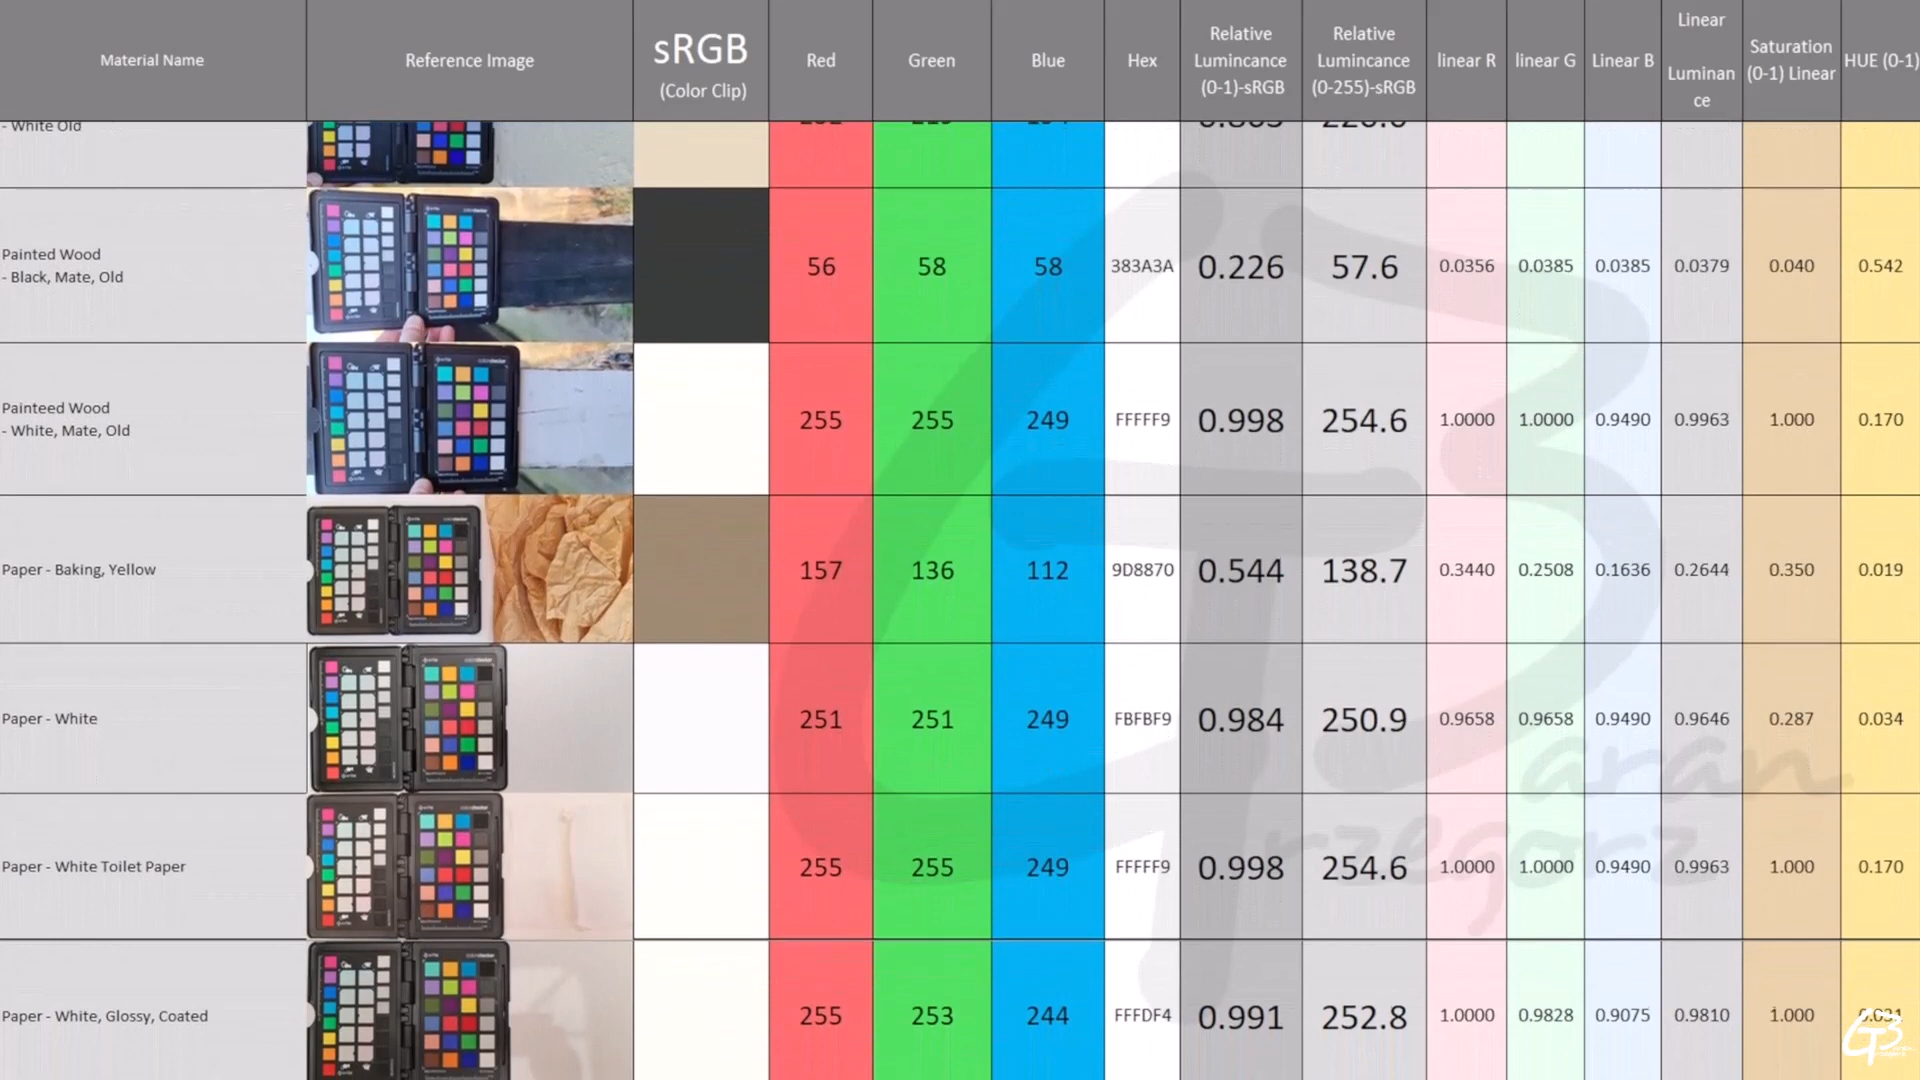 Material Name
Reference Image
sRGB
(Color Clip)
Red
Green
Blue
Hex
Relative
Lumincance
(0-1)-sRGB
Relative
Lumincance
(0-255)-sRGB
linear R
linear G
Linear B
Linear
Luminan
ce
Saturation
(0-1) Linear
HUE (0-1)
- White Old
Painted Wood
- Black, Mate, Old
56
58
58
383A3A
0.226
57.6
0.0356
0.0385
0.0385
0.0379
0.040
0.542
Painteed Wood
- White, Mate, Old
255
255
249
FFFFF9
0.998
254.6
1.0000
1.0000
0.9490
0.9963
1.000
0.170
Paper - Baking, Yellow
157
136
112
9D8870
0.544
138.7
0.3440
0.2508
0.1636
0.2644
0.350
0.019
Paper - White
251
251
249
FBFBF9
0.984
250.9
0.9658
0.9658
0.9490
0.9646
0.287
0.034
Paper - White Toilet Paper
255
255
249
FFFFF9
0.998
254.6
1.0000
1.0000
0.9490
0.9963
1.000
0.170
Paper - White, Glossy, Coated
255
253
244
FFFDF4
0.991
252.8
1.0000
0.9828
0.9075
0.9810
1.000
aran
rzegorz